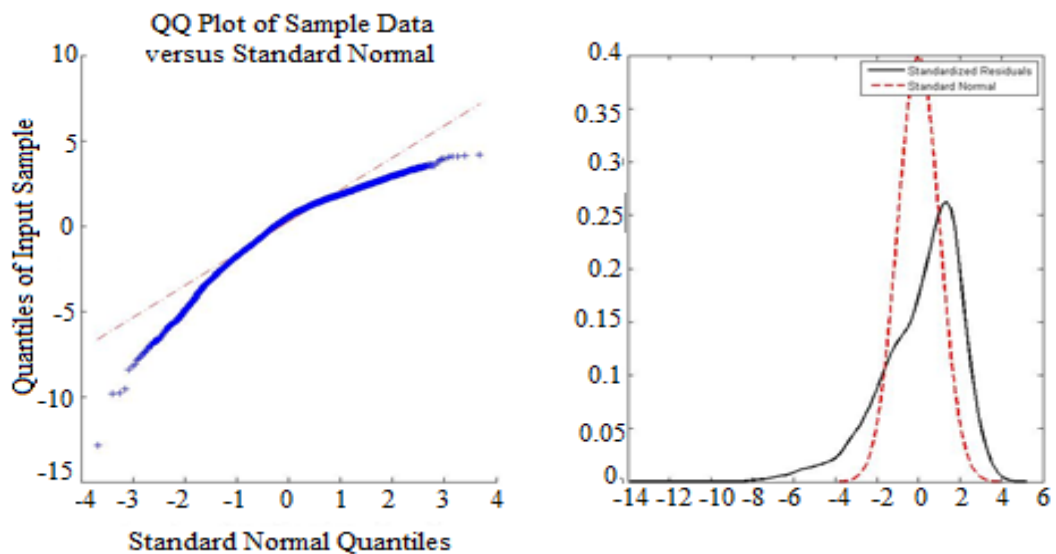 QQ Plot of Sample Data
versus Standard Normal
10
5
0
-5
-10
-15
-4 -3 -2 -1 0 1 2 3 4
Quantiles of Input Sample
Standard Normal Quantiles
Standardized Residuals
Standard Normal
0.4
0.35
0.3
0.25
0.2
0.15
0.1
0.05
0
-14 -12 -10 -8 -6 -4 -2 0 2 4 6